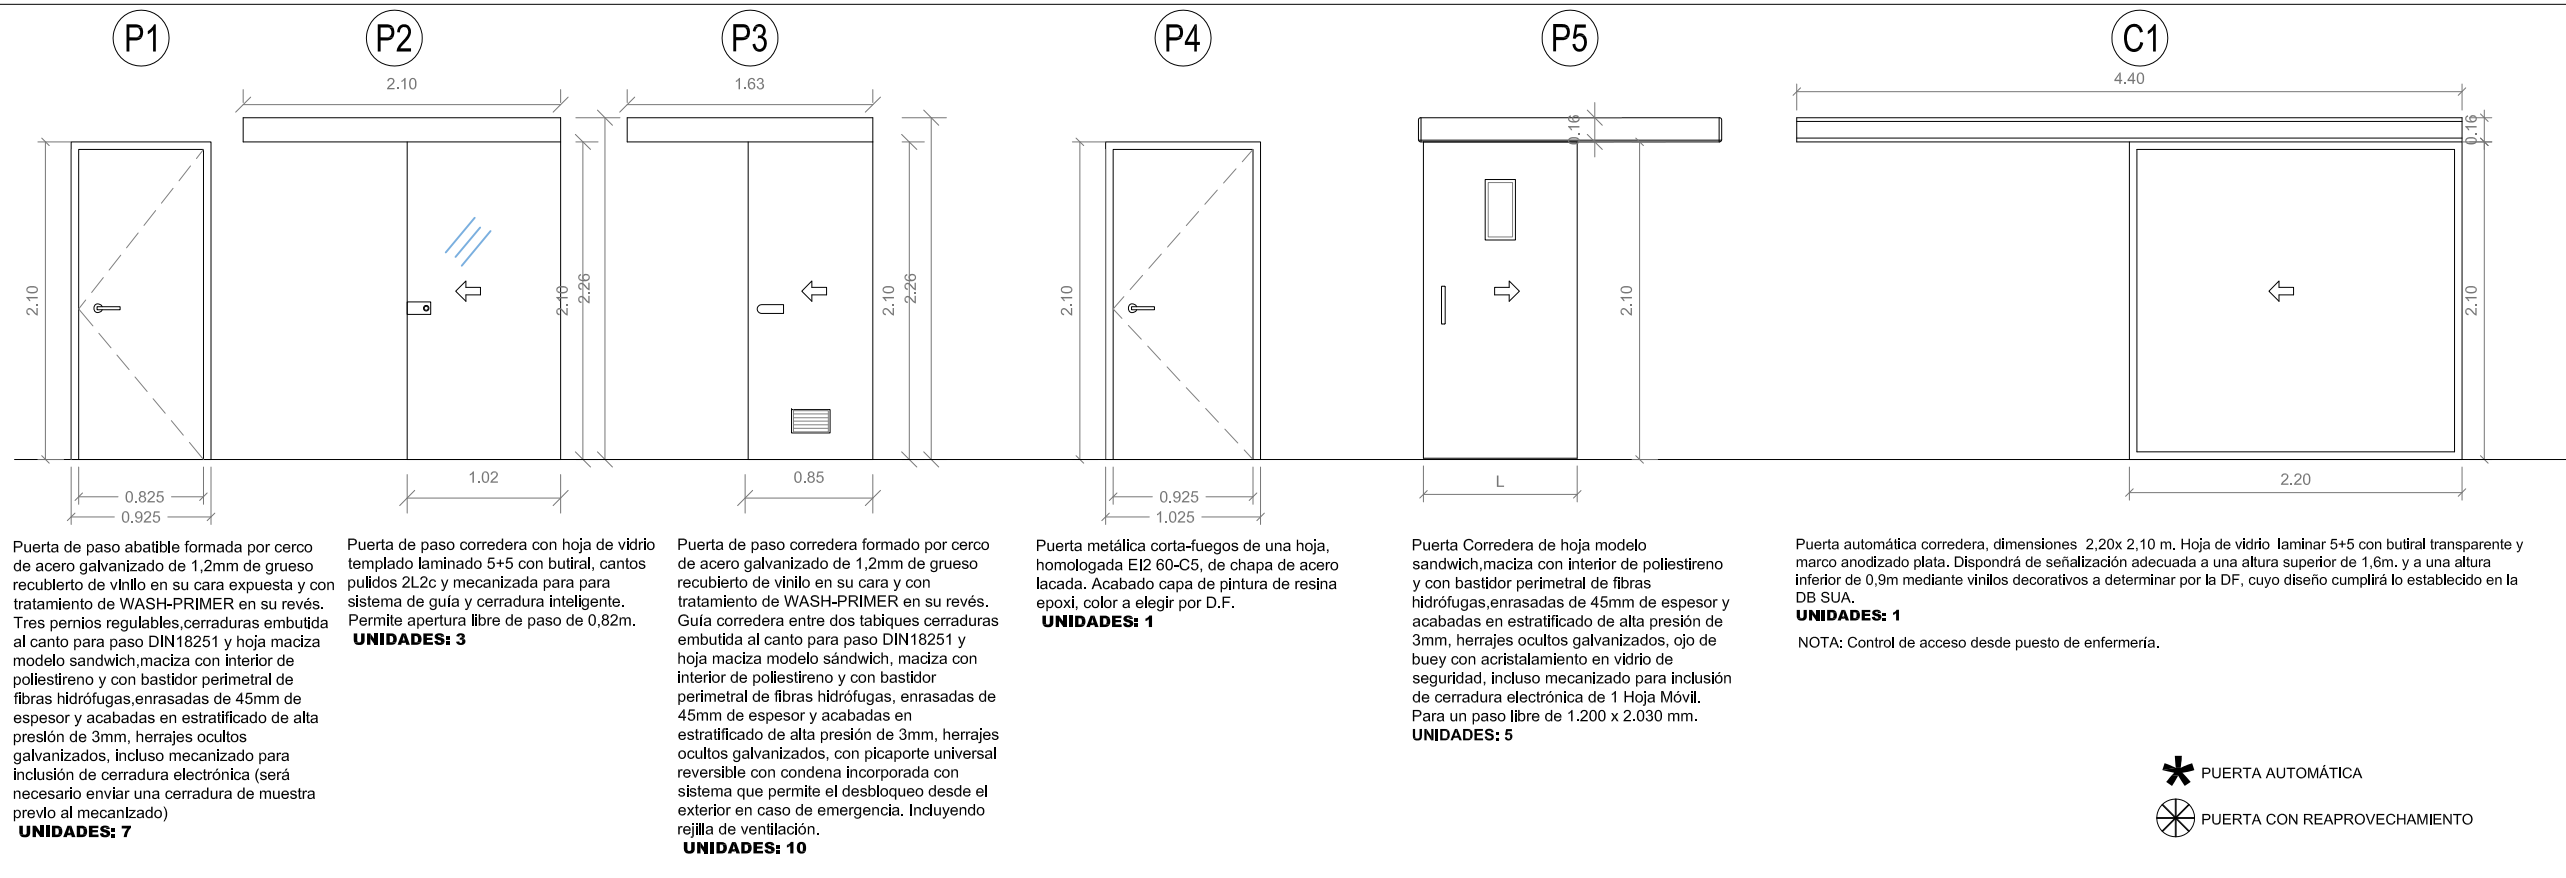 P1
P2
P3
P4
P5
C1
2.10
0.825
0.925
Puerta de paso abatible formada por cerco
de acero galvanizado de 1,2mm de grueso
recubierto de vinilo en su cara expuesta y con
tratamiento de WASH-PRIMER en su revés.
Tres pernios regulables,cerraduras embutida
al canto para paso DIN18251 y hoja maciza
modelo sandwich,maciza con interior de
poliestireno y con bastidor perimetral de
fibras hidrófugas,enrasadas de 45mm de
espesor y acabadas en estratificado de alta
presión de 3mm, herrajes ocultos
galvanizados, incluso mecanizado para
inclusión de cerradura electrónica (será
necesario enviar una cerradura de muestra
previo al mecanizado)
UNIDADES: 7
2.10
2.10
2.26
1.02
Puerta de paso corredera con hoja de vidrio
templado laminado 5+5 con butiral, cantos
pulidos 2L2c y mecanizada para para
sistema de guía y cerradura inteligente.
Permite apertura libre de paso de 0,82m.
UNIDADES: 3
1.63
2.10
2.26
0.85
Puerta de paso corredera formado por cerco
de acero galvanizado de 1,2mm de grueso
recubierto de vinilo en su cara y con
tratamiento de WASH-PRIMER en su revés.
Guía corredera entre dos tabiques cerraduras
embutida al canto para paso DIN18251 y
hoja maciza modelo sándwich, maciza con
interior de poliestireno y con bastidor
perimetral de fibras hidrófugas, enrasadas de
45mm de espesor y acabadas en
estratificado de alta presión de 3mm, herrajes
ocultos galvanizados, con picaporte universal
reversible con condena incorporada con
sistema que permite el desbloqueo desde el
exterior en caso de emergencia. Incluyendo
rejilla de ventilación.
UNIDADES: 10
2.10
0.925
1.025
Puerta metálica corta-fuegos de una hoja,
homologada EI2 60-C5, de chapa de acero
lacada. Acabado capa de pintura de resina
epoxi, color a elegir por D.F.
UNIDADES: 1
0.16
2.10
L
Puerta Corredera de hoja modelo
sandwich,maciza con interior de poliestireno
y con bastidor perimetral de fibras
hidrófugas,enrasadas de 45mm de espesor y
acabadas en estratificado de alta presión de
3mm, herrajes ocultos galvanizados, ojo de
buey con acristalamiento en vidrio de
seguridad, incluso mecanizado para inclusión
de cerradura electrónica de 1 Hoja Móvil.
Para un paso libre de 1.200 x 2.030 mm.
UNIDADES: 5
4.40
0.16
2.10
2.20
Puerta automática corredera, dimensiones 2,20x 2,10 m. Hoja de vidrio laminar 5+5 con butiral transparente y
marco anodizado plata. Dispondrá de señalización adecuada a una altura superior de 1,6m. y a una altura
inferior de 0,9m mediante vinilos decorativos a determinar por la DF, cuyo diseño cumplirá lo establecido en la
DB SUA.
UNIDADES: 1
NOTA: Control de acceso desde puesto de enfermería.
PUERTA AUTOMÁTICA
PUERTA CON REAPROVECHAMIENTO